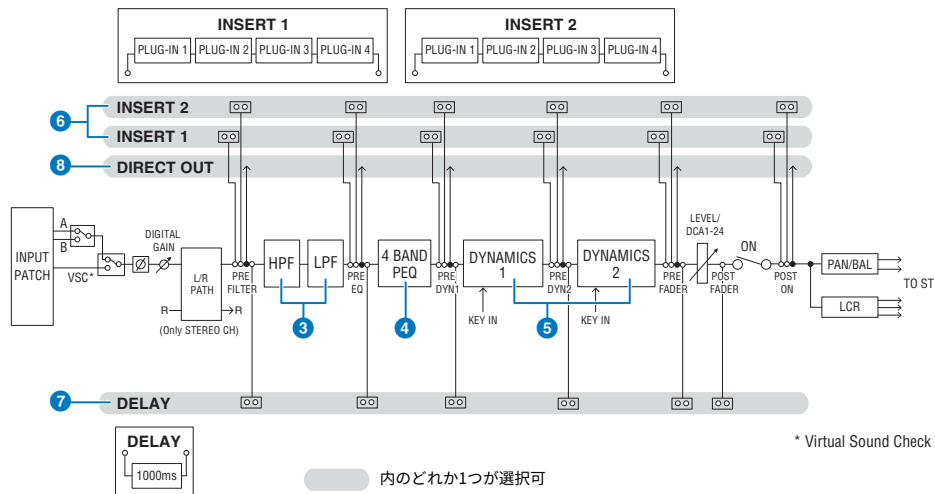 INSERT 1
PLUG-IN 1 PLUG-IN 2 PLUG-IN 3 PLUG-IN 4
INSERT 2
PLUG-IN 1 PLUG-IN 2 PLUG-IN 3 PLUG-IN 4
6
INSERT 2
INSERT 1
8
DIRECT OUT
INPUT
PATCH
A
B
VSC*
Ø
DIGITAL
GAIN
L/R
PATH
R
R
(Only STEREO CH)
PRE
FILTER
HPF
LPF
3
PRE
EQ
4 BAND
PEQ
4
PRE
DYN1
DYNAMICS
1
KEY IN
PRE
DYN2
5
DYNAMICS
2
KEY IN
PRE
FADER
LEVEL/
DCA1-24
POST
FADER
ON
POST
ON
PAN/BAL
LCR
TO ST
7
DELAY
DELAY
1000ms
内のどれか1つが選択可
* Virtual Sound Check